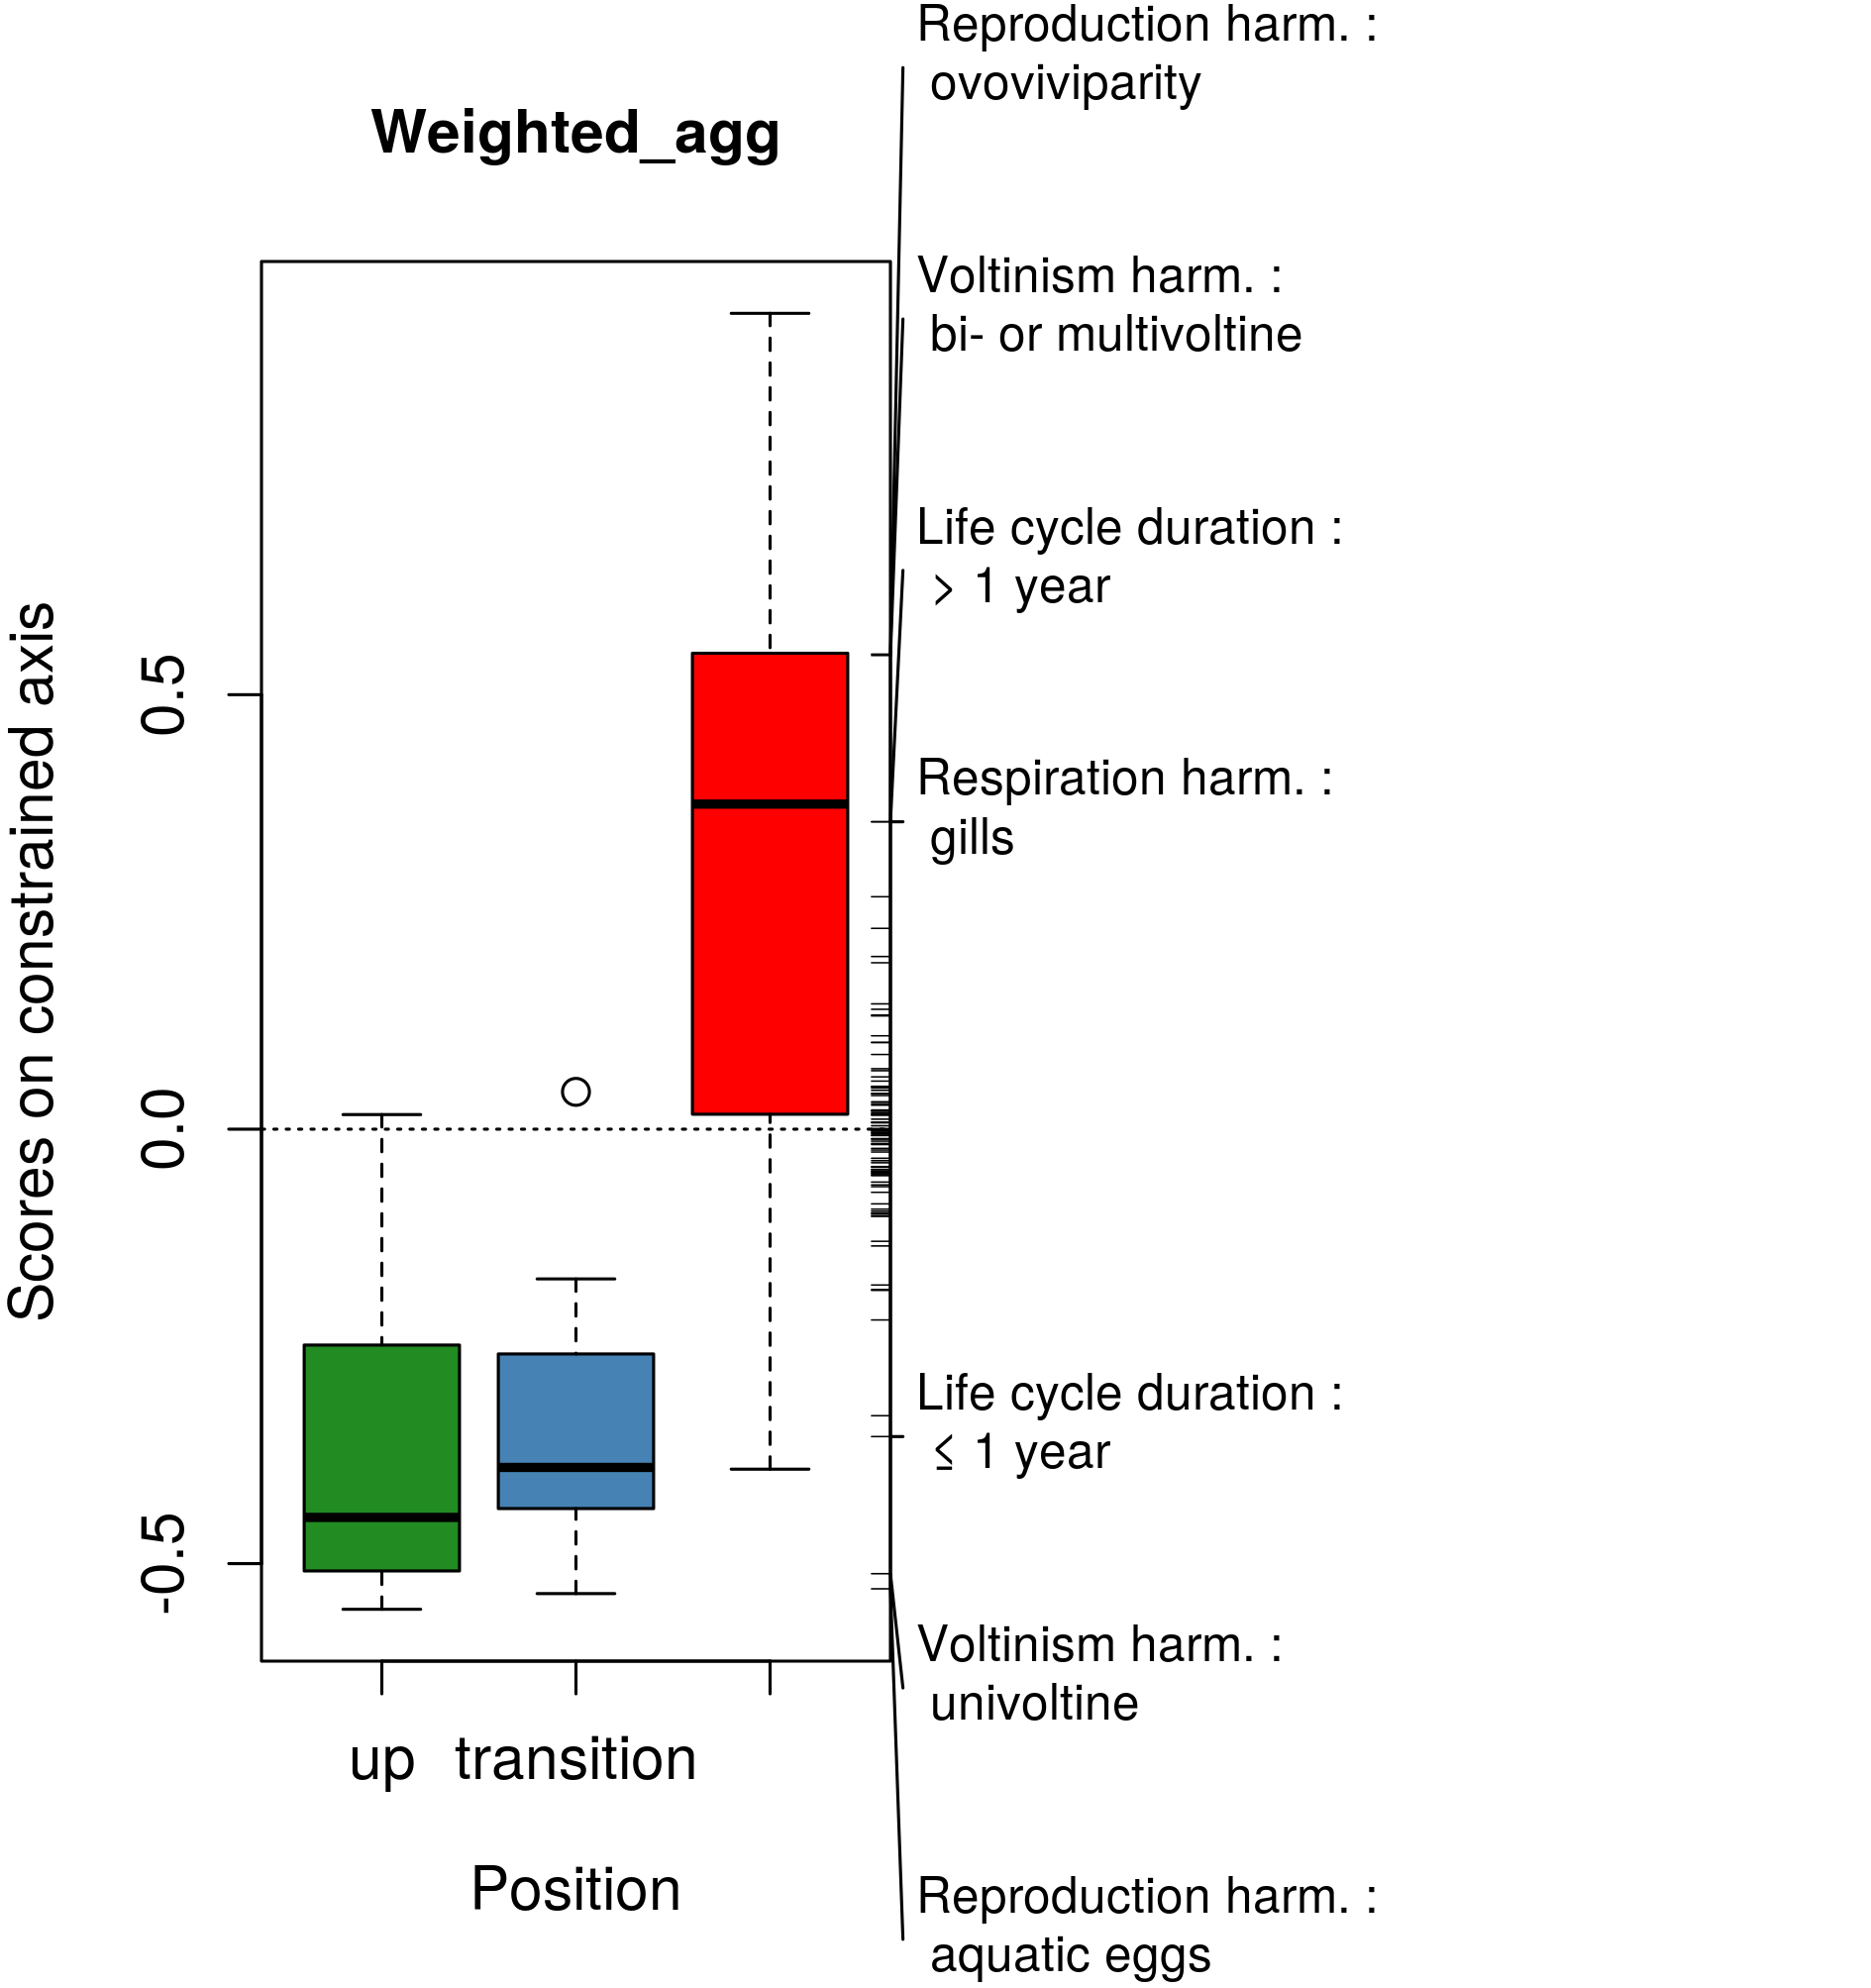 Reproduction harm. :
ovoviviparity
Weighted_agg
Voltinism harm. :
bi- or multivoltine
Life cycle duration :
> 1 year
Respiration harm. :
gills
Scores on constrained axis
0.5
0.0
-0.5
Life cycle duration :
≤ 1 year
Voltinism harm. :
univoltine
up transition
Position
Reproduction harm. :
aquatic eggs